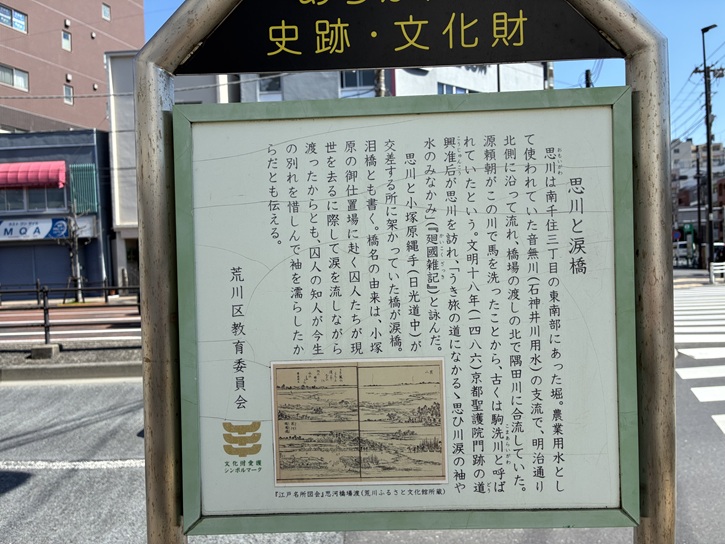 史跡・文化財
思川と涙橋
思川は南千住三丁目の東南部にあった堀。農業用水とし
て使われていた音無川(石神井川用水)の支流で、明治通り
北側に沿って流れ、橋場の渡しの北で隅田川に合流していた。
源頼朝がこの川で馬を洗ったことから、古くは駒洗川と呼ば
れていたという。文明十八年(一四八六)京都聖護院門跡の道
興准后が思川を訪れ、「うき旅の道になかるゝ思ひ川涙の袖や
水のみなかみ」(『廻國雑記』)と詠んだ。
思川と小塚原縄手(日光道中)が
交差する所に架かっていた橋が涙橋。
泪橋とも書く。橋名の由来は、小塚
原の御仕置場に赴く囚人たちが現
世を去るに際して涙を流しながら
渡ったからとも、囚人の知人が今生
の別れを惜しんで袖を濡らしたか
らだとも伝える。
荒川区教育委員会
文化財愛護
シンボルマーク
『江戸名所図会』思河橋場渡(荒川ふるさと文化館所蔵)
MOA